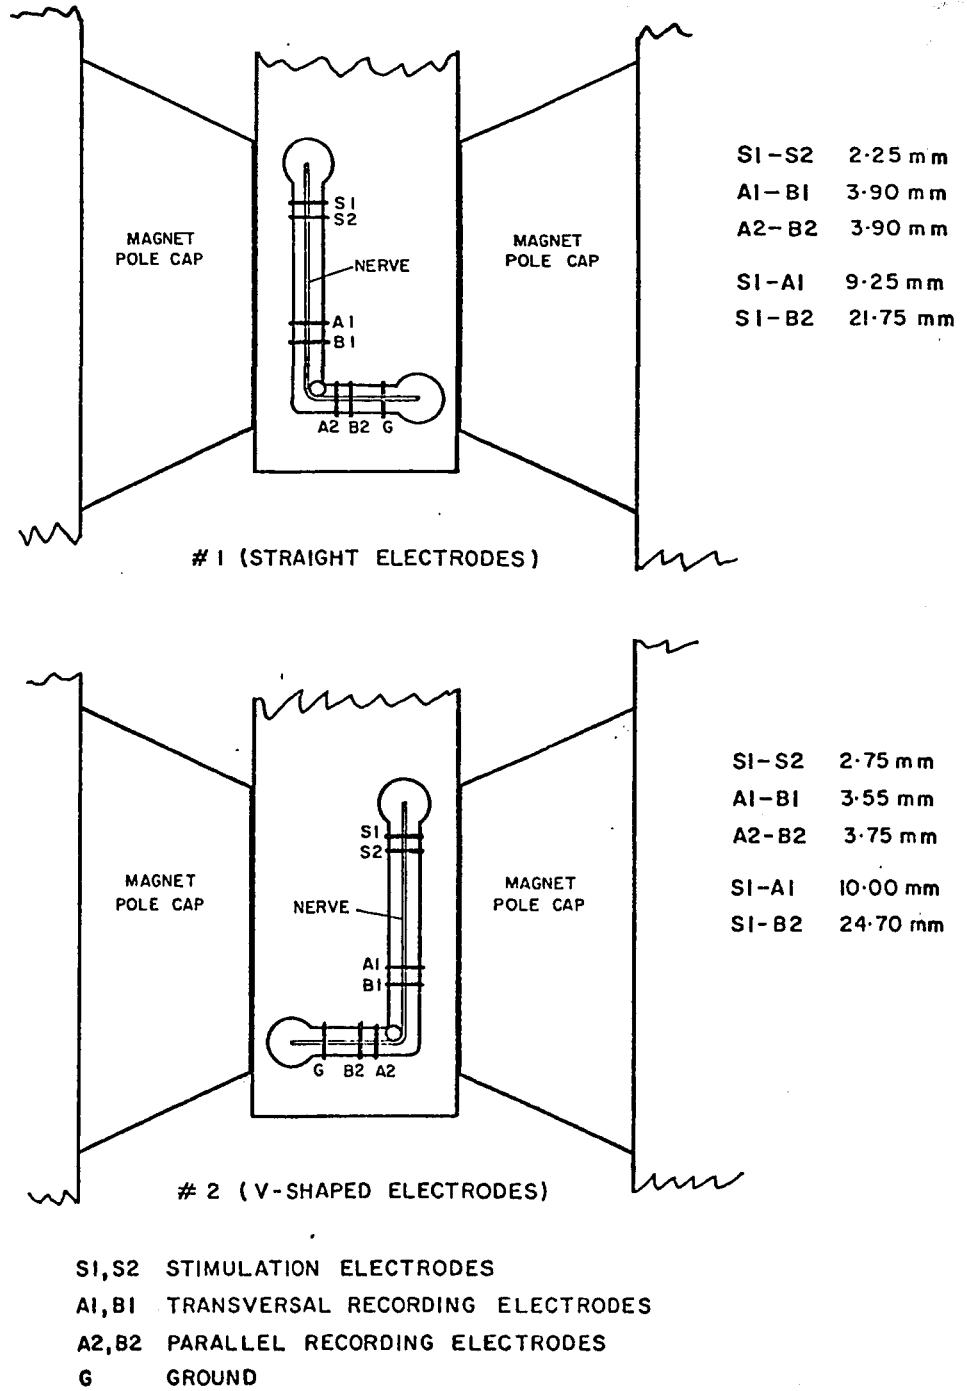 S1-S2 2·25 mm
A1-B1 3·90 mm
A2-B2 3·90 mm
S1-A1 9·25 mm
S1-B2 21·75 mm
S1
S2
MAGNET
POLE CAP
MAGNET
POLE CAP
NERVE
A1
B1
A2 B2 G
#1 (STRAIGHT ELECTRODES)
S1-S2 2·75 mm
A1-B1 3·55 mm
A2-B2 3·75 mm
S1-A1 10·00 mm
S1-B2 24·70 mm
S1
S2
MAGNET
POLE CAP
MAGNET
POLE CAP
NERVE
A1
B1
G B2 A2
#2 (V-SHAPED ELECTRODES)
S1,S2 STIMULATION ELECTRODES
A1,B1 TRANSVERSAL RECORDING ELECTRODES
A2,B2 PARALLEL RECORDING ELECTRODES
G GROUND